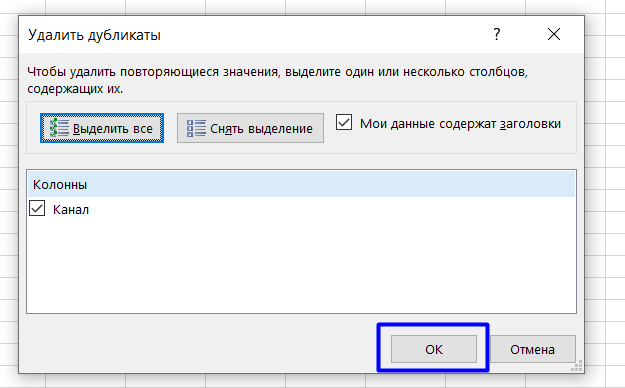 Удалить дубликаты
?
Чтобы удалить повторяющиеся значения, выделите один или несколько столбцов,
содержащих их.
Выделить все Снять выделение Мои данные содержат заголовки
Колонны
Канал
ОК Отмена